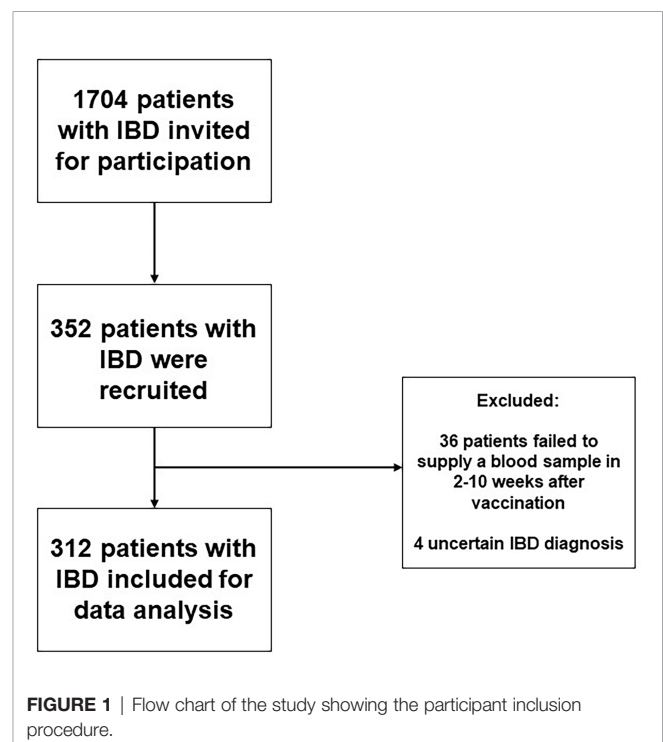 1704 patients
with IBD invited
for participation
352 patients with
IBD were
recruited
Excluded:
36 patients failed to
supply a blood sample in
2-10 weeks after
vaccination
4 uncertain IBD diagnosis
312 patients with
IBD included for
data analysis
FIGURE 1 | Flow chart of the study showing the participant inclusion
procedure.